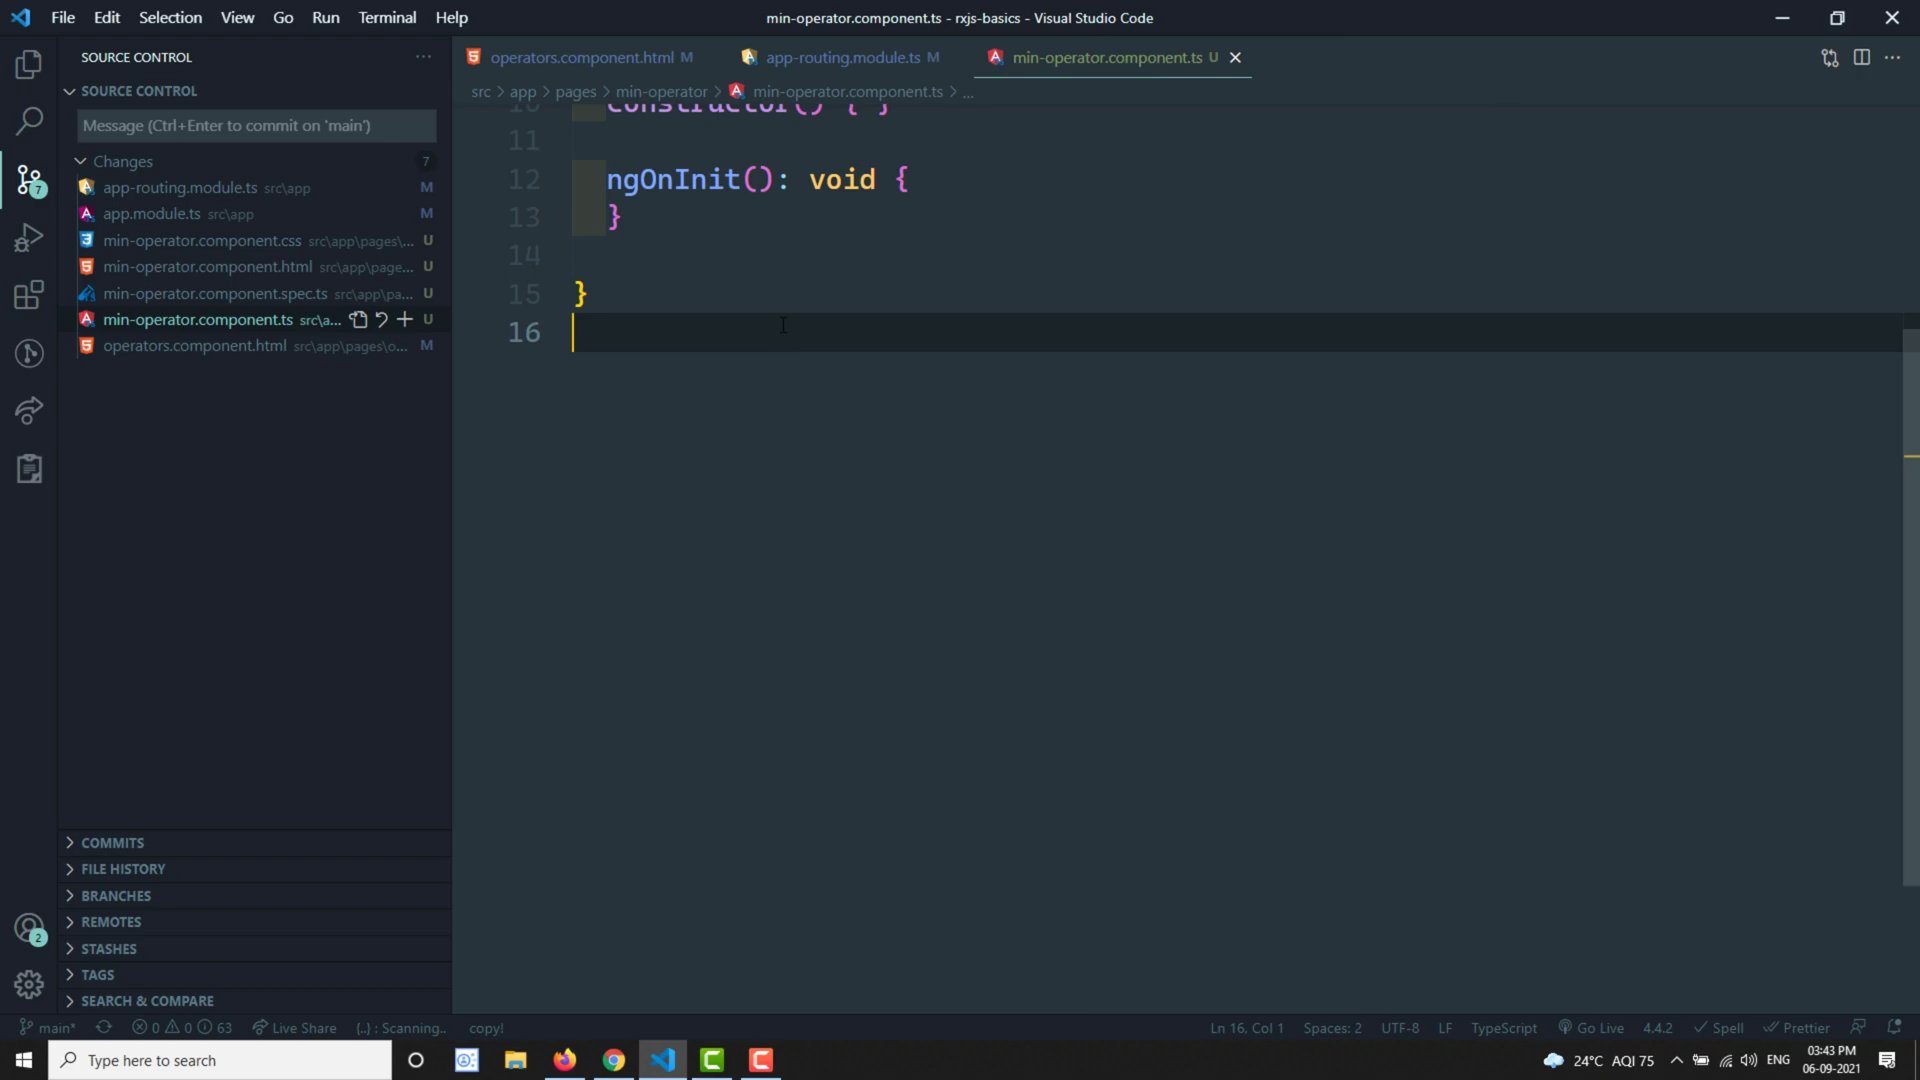 File Edit Selection View Go Run Terminal Help
min-operator.component.ts - rxjs-basics - Visual Studio Code
SOURCE CONTROL
SOURCE CONTROL
Message (Ctrl+Enter to commit on 'main')
Changes 7
app-routing.module.ts src\app M
app.module.ts src\app M
min-operator.component.css src\app\pages\... U
min-operator.component.html src\app\page... U
min-operator.component.spec.ts src\app\pa... U
min-operator.component.ts src\a... U
operators.component.html src\app\pages\o... M
7
2
COMMITS
FILE HISTORY
BRANCHES
REMOTES
STASHES
TAGS
SEARCH & COMPARE
operators.component.html M
app-routing.module.ts M
min-operator.component.ts U
src > app > pages > min-operator > min-operator.component.ts > ...
10 constructor() { }
11
12 ngOnInit(): void {
13 }
14
15 }
16
main* 0 0 63 Live Share {..} : Scanning.. copy!
Ln 16, Col 1 Spaces: 2 UTF-8 LF TypeScript Go Live 4.4.2 Spell Prettier
Type here to search
24°C AQI 75 ENG
03:43 PM
06-09-2021